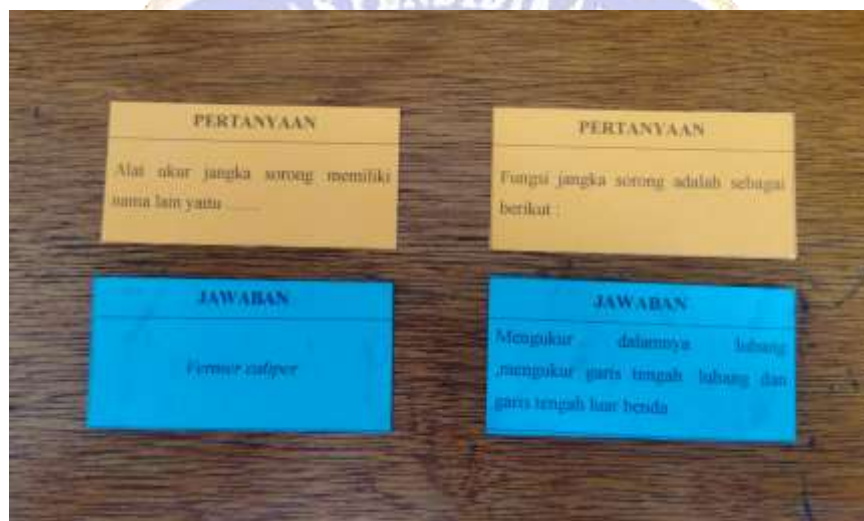 PERTANYAAN
Alat ukur jangka sorong memiliki
nama lain yaitu ......
PERTANYAAN
Fungsi jangka sorong adalah sebagai
berikut :
JAWABAN
Vernier caliper
JAWABAN
Mengukur dalamnya lubang
,mengukur garis tengah lubang dan
garis tengah luar benda